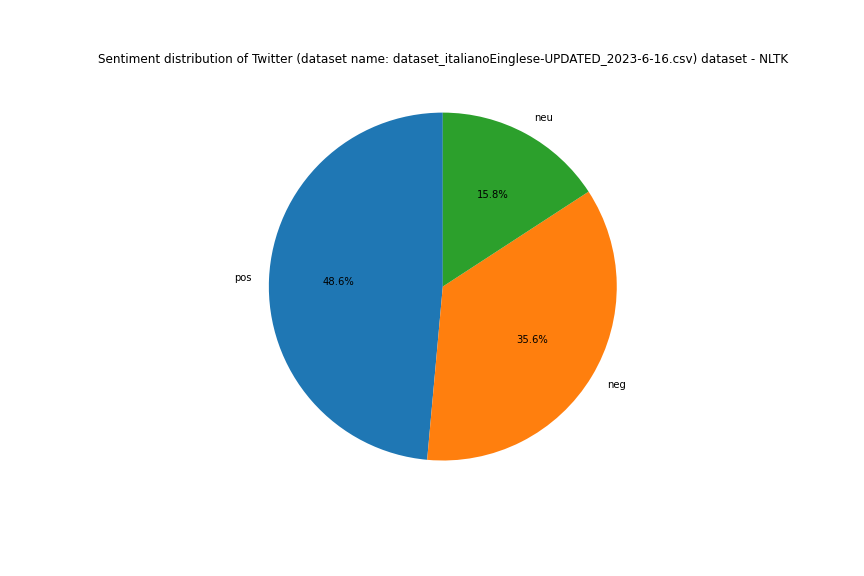 Sentiment distribution of Twitter (dataset name: dataset_italianoEinglese-UPDATED_2023-6-16.csv) dataset - NLTK
neu
15.8%
pos
48.6%
35.6%
neg